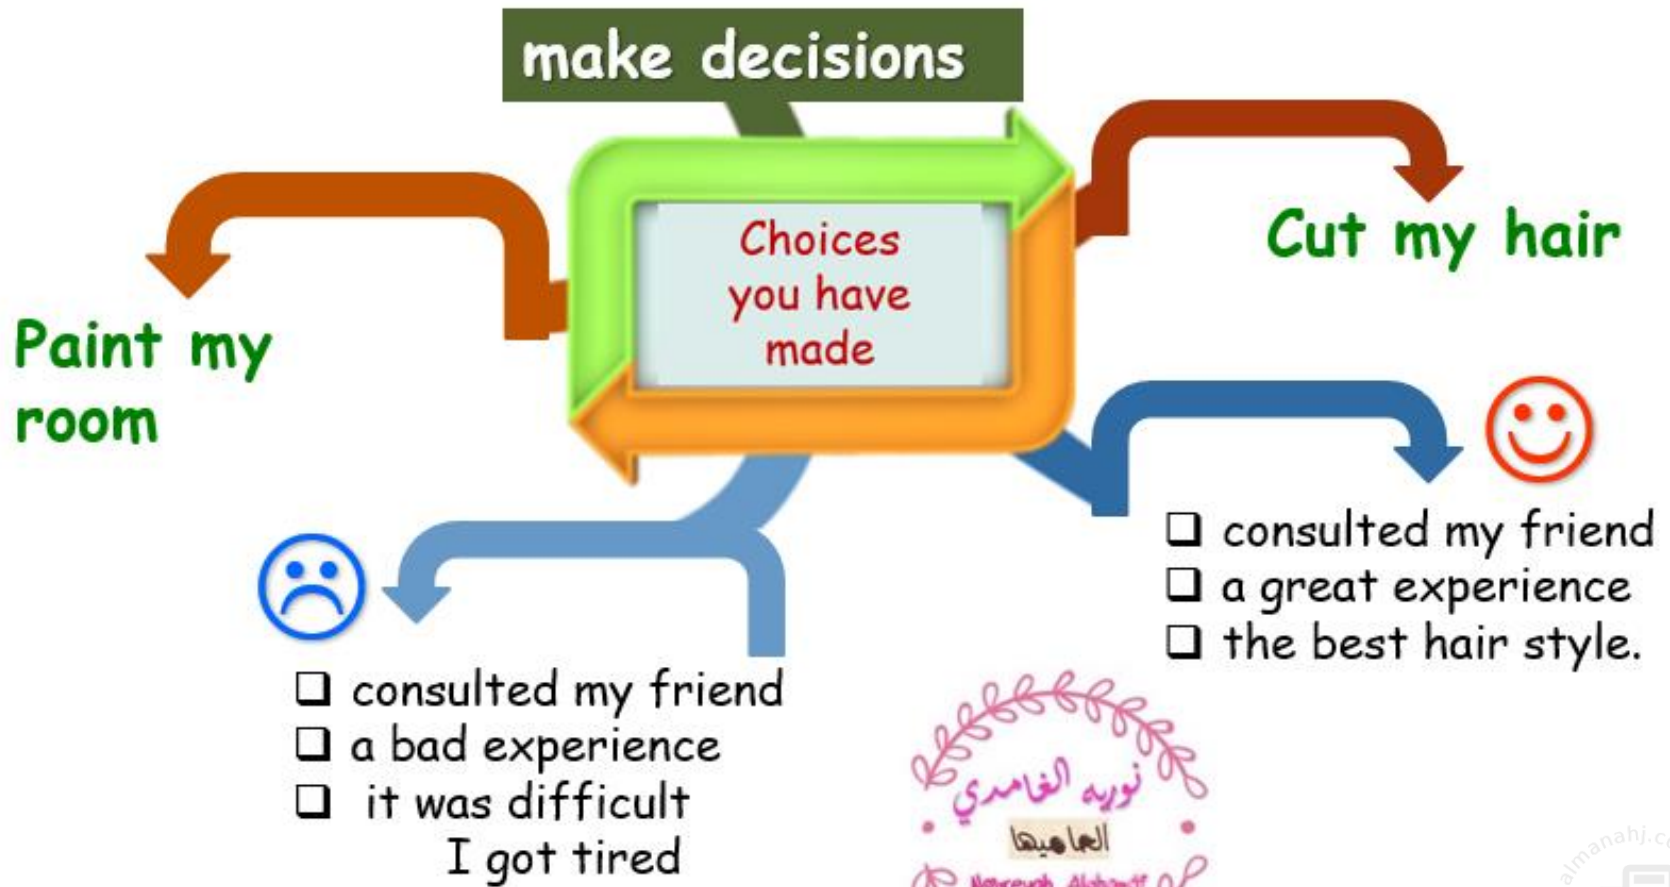 make decisions
Choices
you have
made
Cut my hair
Paint my
room
consulted my friend
a great experience
the best hair style.
consulted my friend
a bad experience
it was difficult
I got tired
نوريه الغامدي